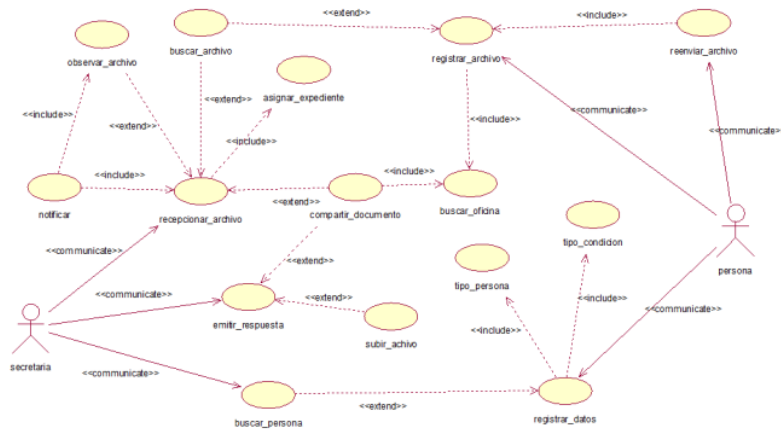 <<extend>>
<<include>>
observar_archivo
buscar_archivo
registrar_archivo
reenviar_archivo
<<extend>>
asignar_expediente
<<include>>
<<extend>>
<<include>>
<<include>>
<<communicate>>
<<communicate>>
<<include>>
<<include>>
notificar
recepcionar_archivo
<<extend>>
compartir_documento
buscar_oficina
<<communicate>>
tipo_condicion
persona
<<extend>>
tipo_persona
<<communicate>>
<<extend>>
<<include>>
<<communicate>>
emitir_respuesta
<<include>>
subir_achivo
secretaria
<<communicate>>
<<extend>>
buscar_persona
registrar_datos